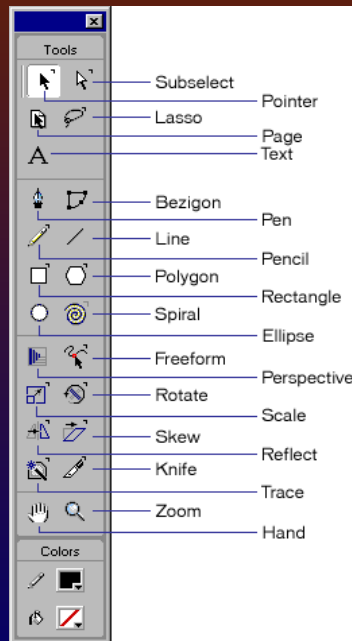 Tools
Subselect
Pointer
Lasso
Page
A
Text
Bezigon
Pen
Line
Pencil
Polygon
Rectangle
Spiral
Ellipse
Freeform
Perspective
Rotate
Scale
Skew
Reflect
Knife
Trace
Zoom
Hand
Colors